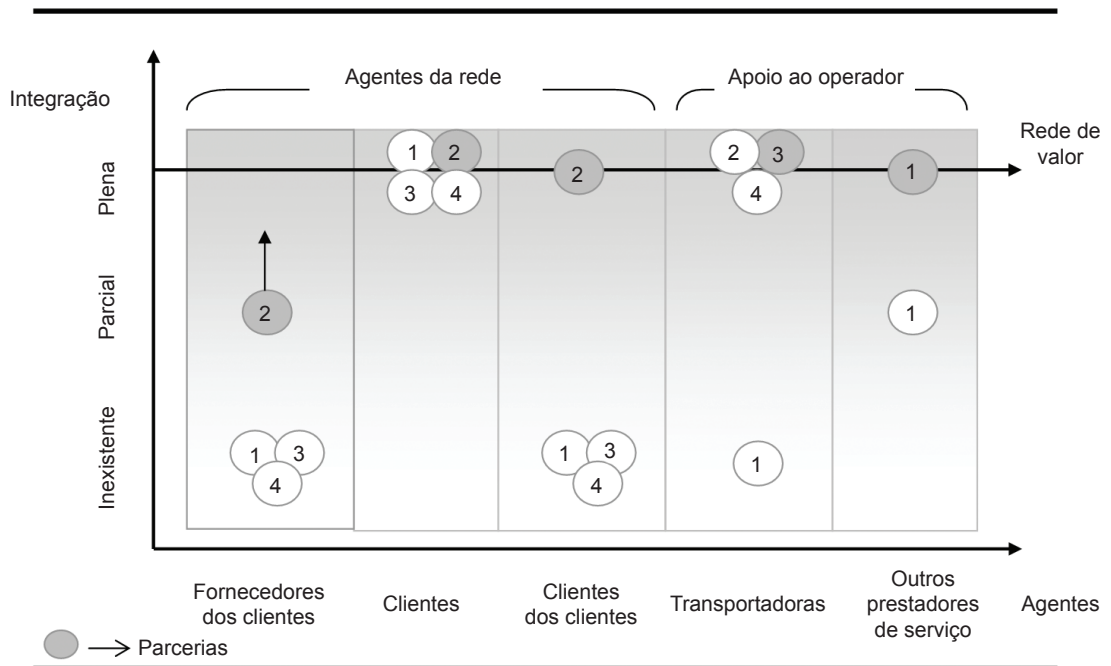 Agentes da rede
Apoio ao operador
Integração
Rede de
valor
Plena
1
2
3
4
2
2
3
4
1
Parcial
2
1
Inexistente
1
3
4
1
3
4
1
Fornecedores
dos clientes
Clientes
Clientes
dos clientes
Transportadoras
Outros
prestadores
de serviço
Agentes
Parcerias